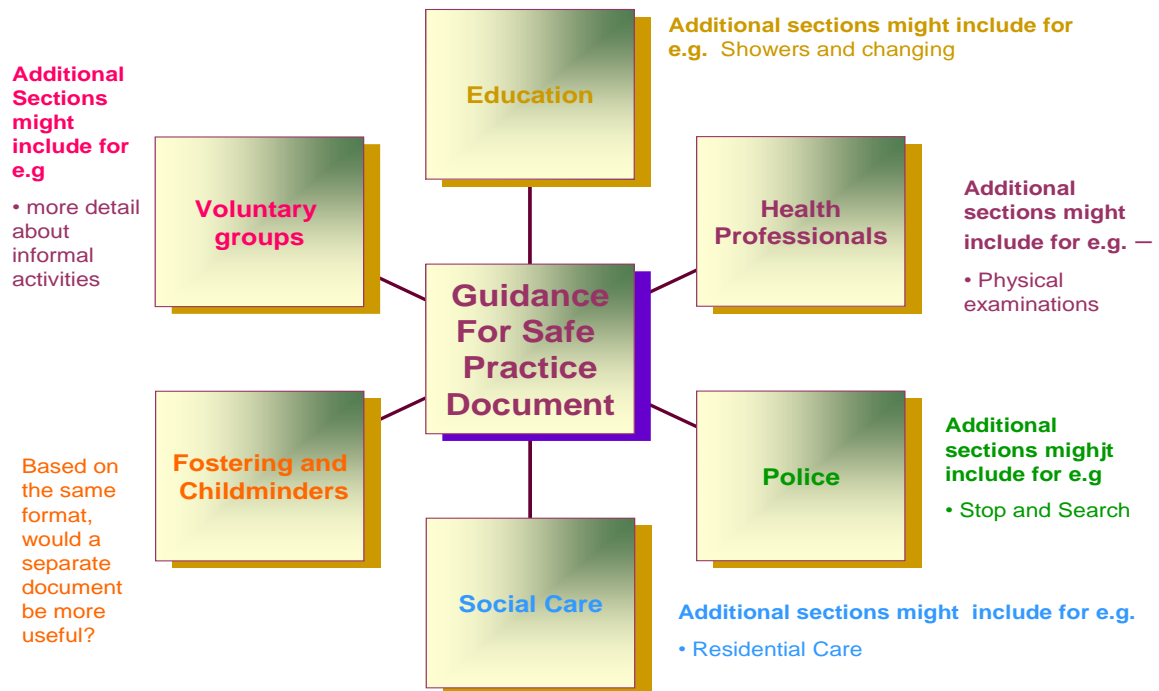 Additional sections might include for
e.g. Showers and changing
Education
Additional
Sections
might
include for
e.g
• more detail
about
informal
activities
Voluntary
groups
Health
Professionals
Additional
sections might
include for e.g. –
• Physical
examinations
Guidance
For Safe
Practice
Document
Based on
the same
format,
would a
separate
document
be more
useful?
Fostering and
Childminders
Police
Additional
sections mighjt
include for e.g
• Stop and Search
Social Care
Additional sections might include for e.g.
• Residential Care